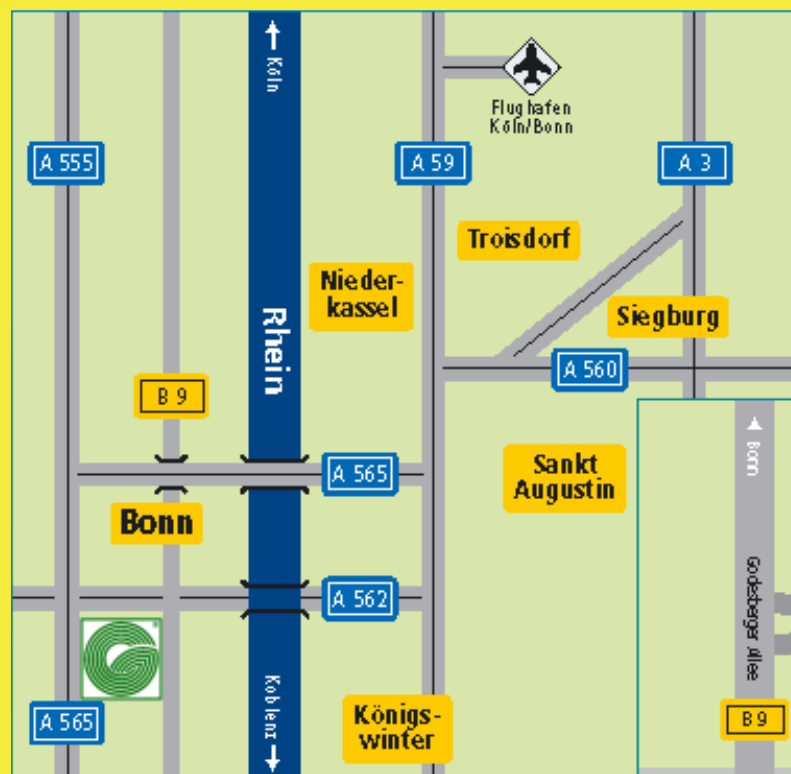 Köln
Flughafen
Köln/Bonn
A 555
A 59
A 3
Troisdorf
Nieder-
kassel
Siegburg
Rhein
A 560
B 9
Bonn
A 565
Sankt
Augustin
Bonn
A 562
Godesberger Allee
Koblenz
A 565
Königs-
winter
B 9